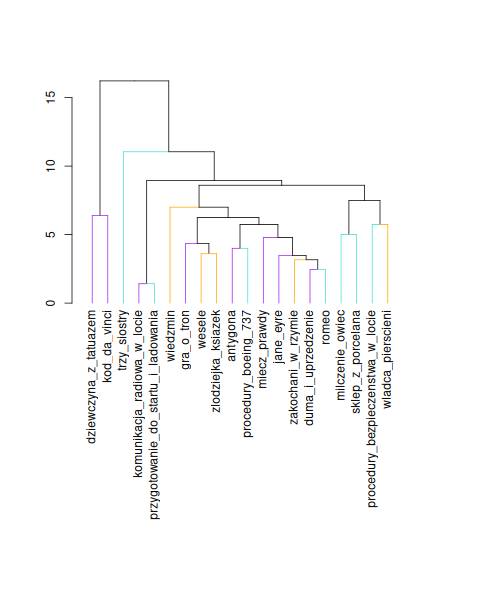 15
10
5
0
dziewczyna_z_tatuazem
kod_da_vinci
trzy_siostry
komunikacja_radiowa_w_locie
przygotowanie_do_startu_i_ladowania
wiedzmin
gra_o_tron
wesele
zlodziejka_ksiazek
antygona
procedury_boeing_737
miecz_prawdy
jane_eyre
zakochani_w_rzymie
duma_i_uprzedzenie
romeo
milczenie_owiec
sklep_z_porcelana
procedury_bezpieczenstwa_w_locie
wladca_pierscieni